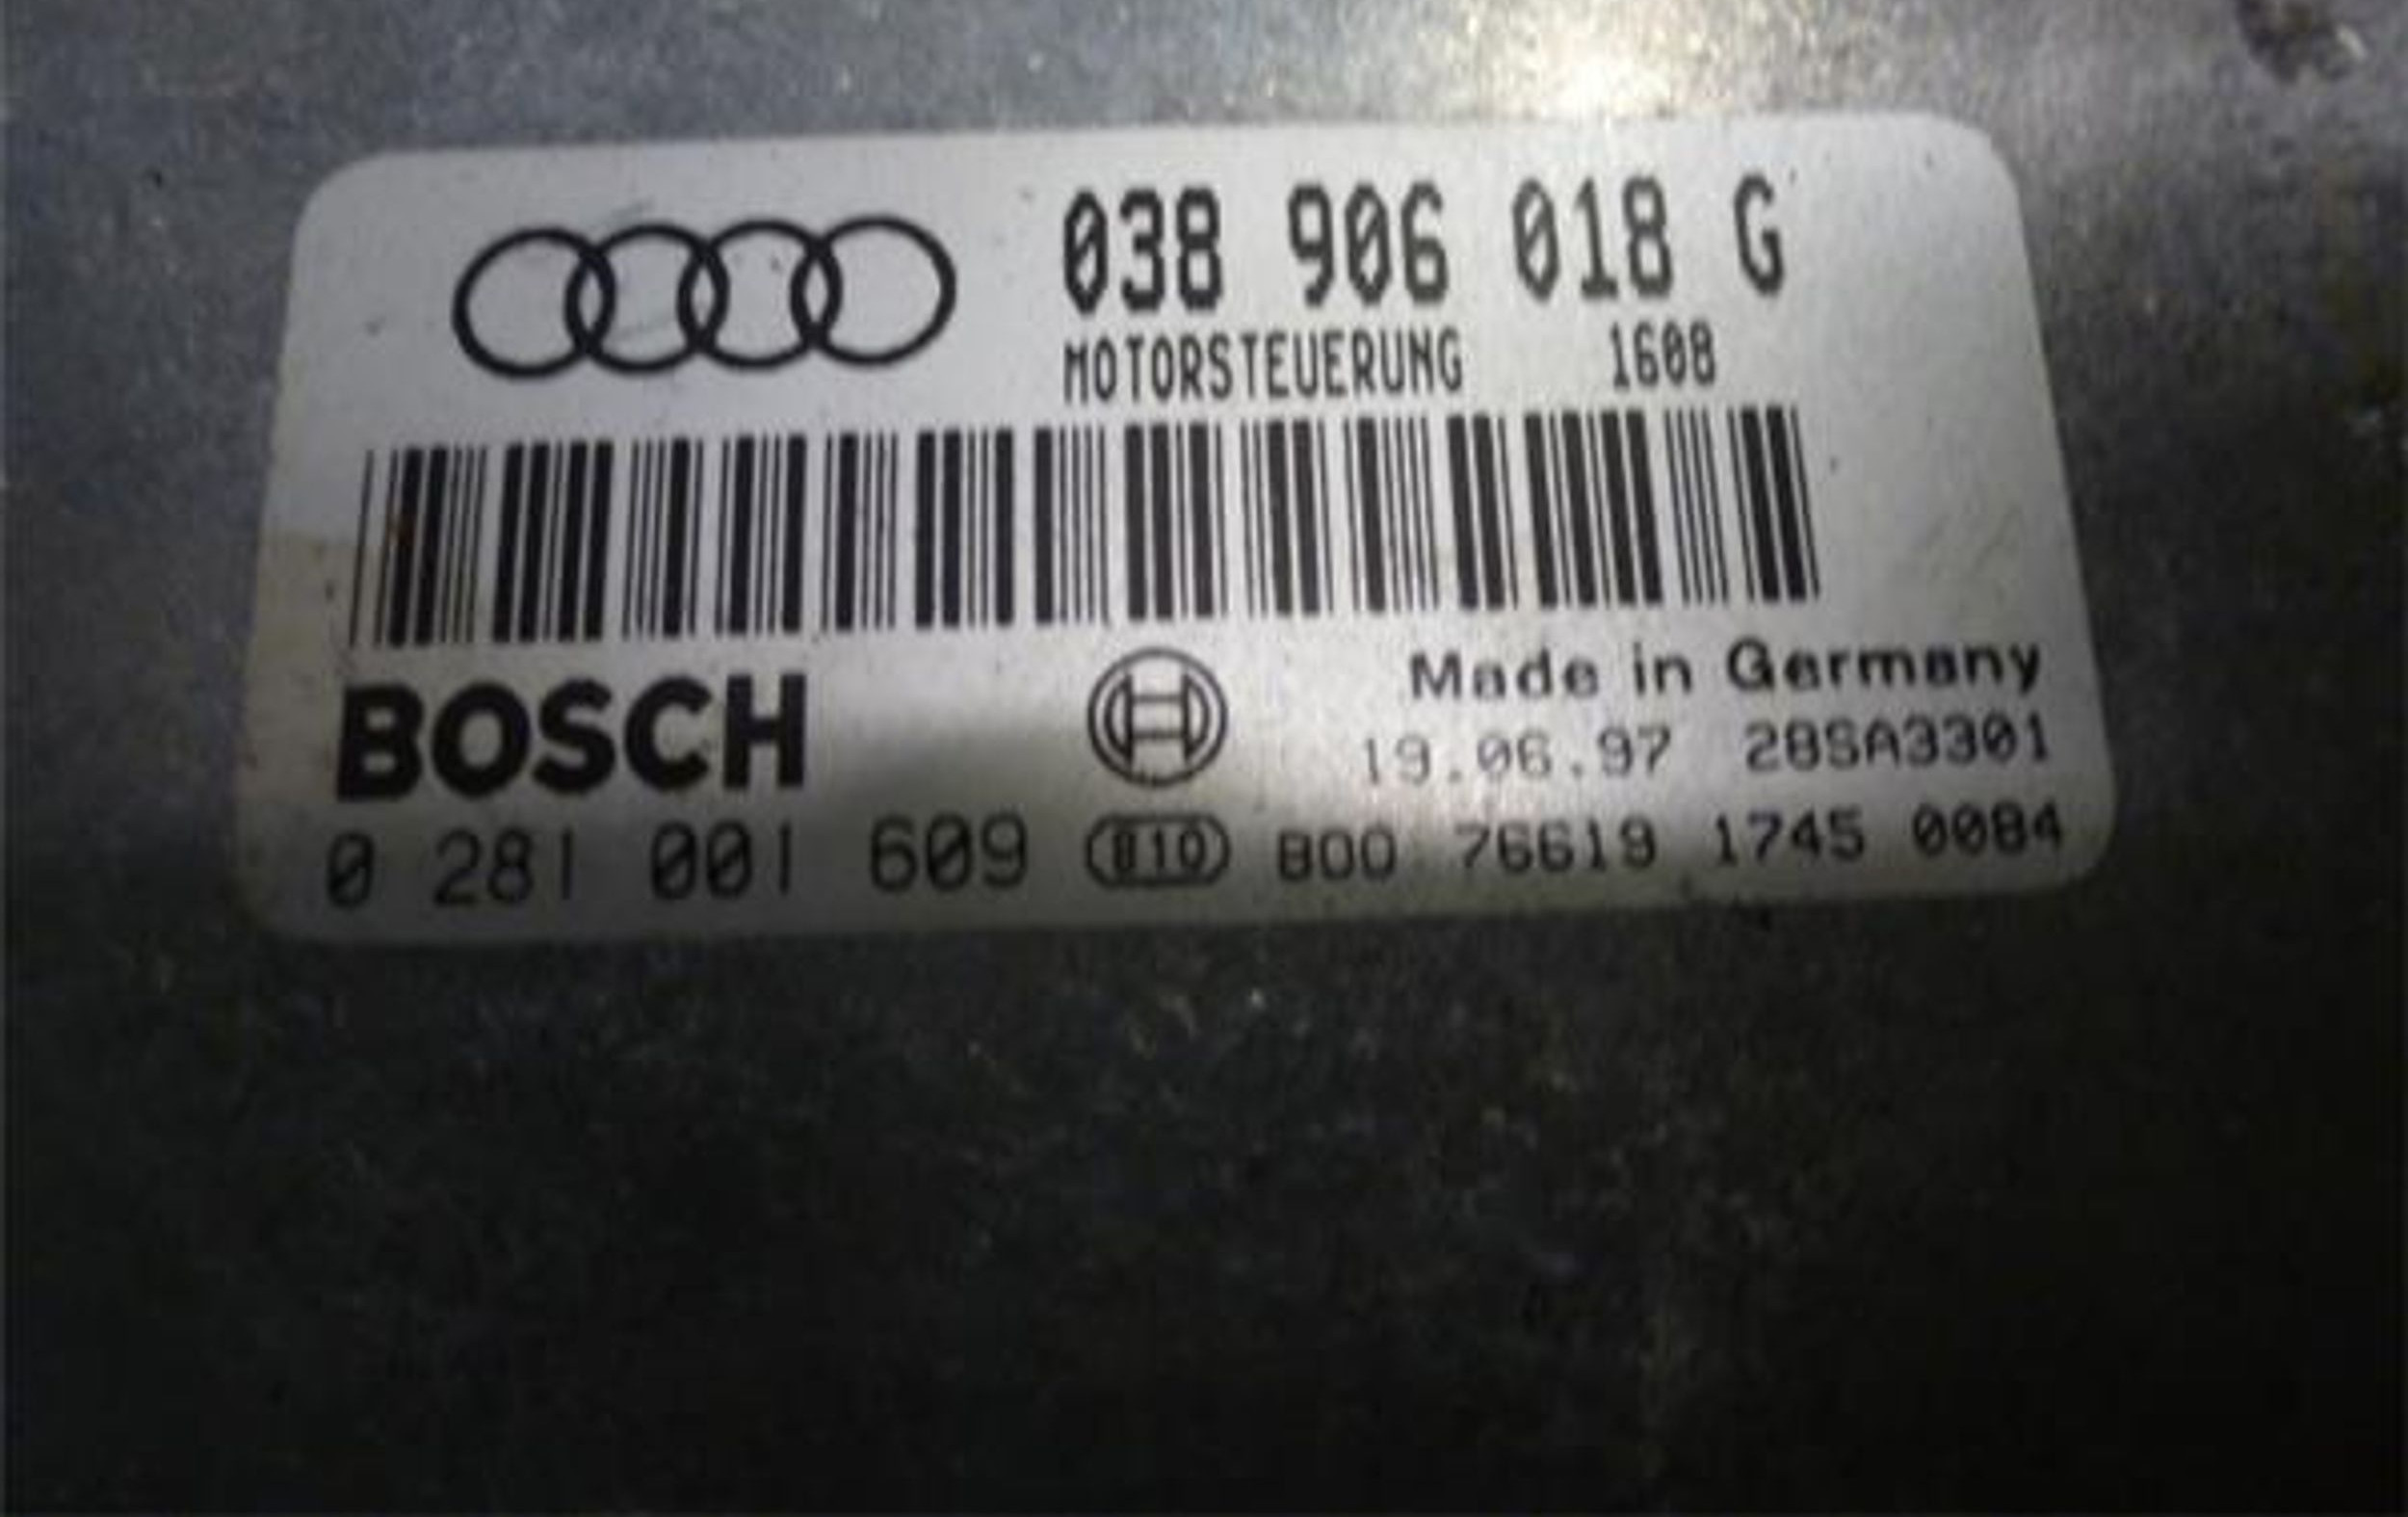 038 906 018 G
MOTORSTEUERUNG 1608
BOSCH
Made in Germany
19.06.97 28SA3301
0 281 001 609 010 800 76619 1745 0084